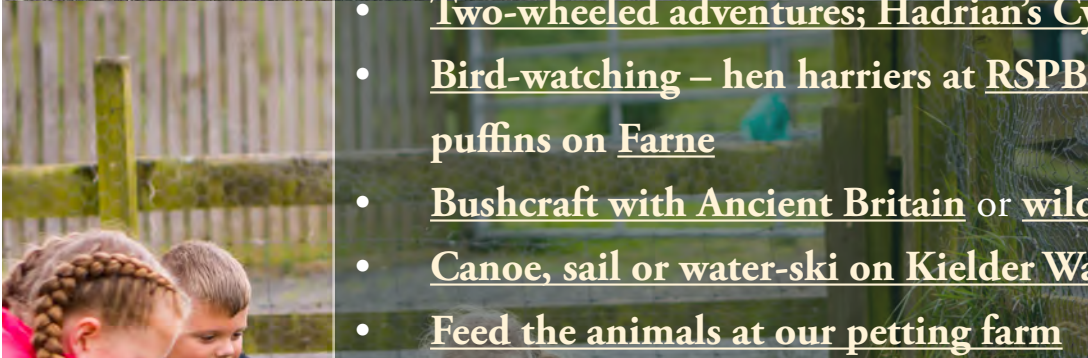 Two-wheeled adventures; Hadrian's
• Bird-watching – hen harriers at RSPB
puffins on Farne
• Bushcraft with Ancient Britain or
• Canoe, sail or water-ski on Kielder
• Feed the animals at our petting farm